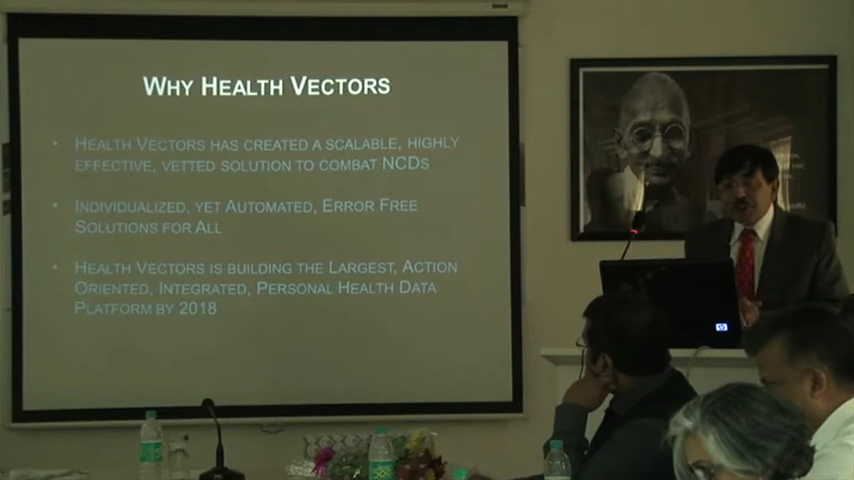 WHY HEALTH VECTORS
• HEALTH VECTORS HAS CREATED A SCALABLE, HIGHLY
EFFECTIVE, VETTED SOLUTION TO COMBAT NCDS
• INDIVIDUALIZED, YET AUTOMATED, ERROR FREE
SOLUTIONS FOR ALL
• HEALTH VECTORS IS BUILDING THE LARGEST, ACTION
ORIENTED, INTEGRATED, PERSONAL HEALTH DATA
PLATFORM BY 2018
hp